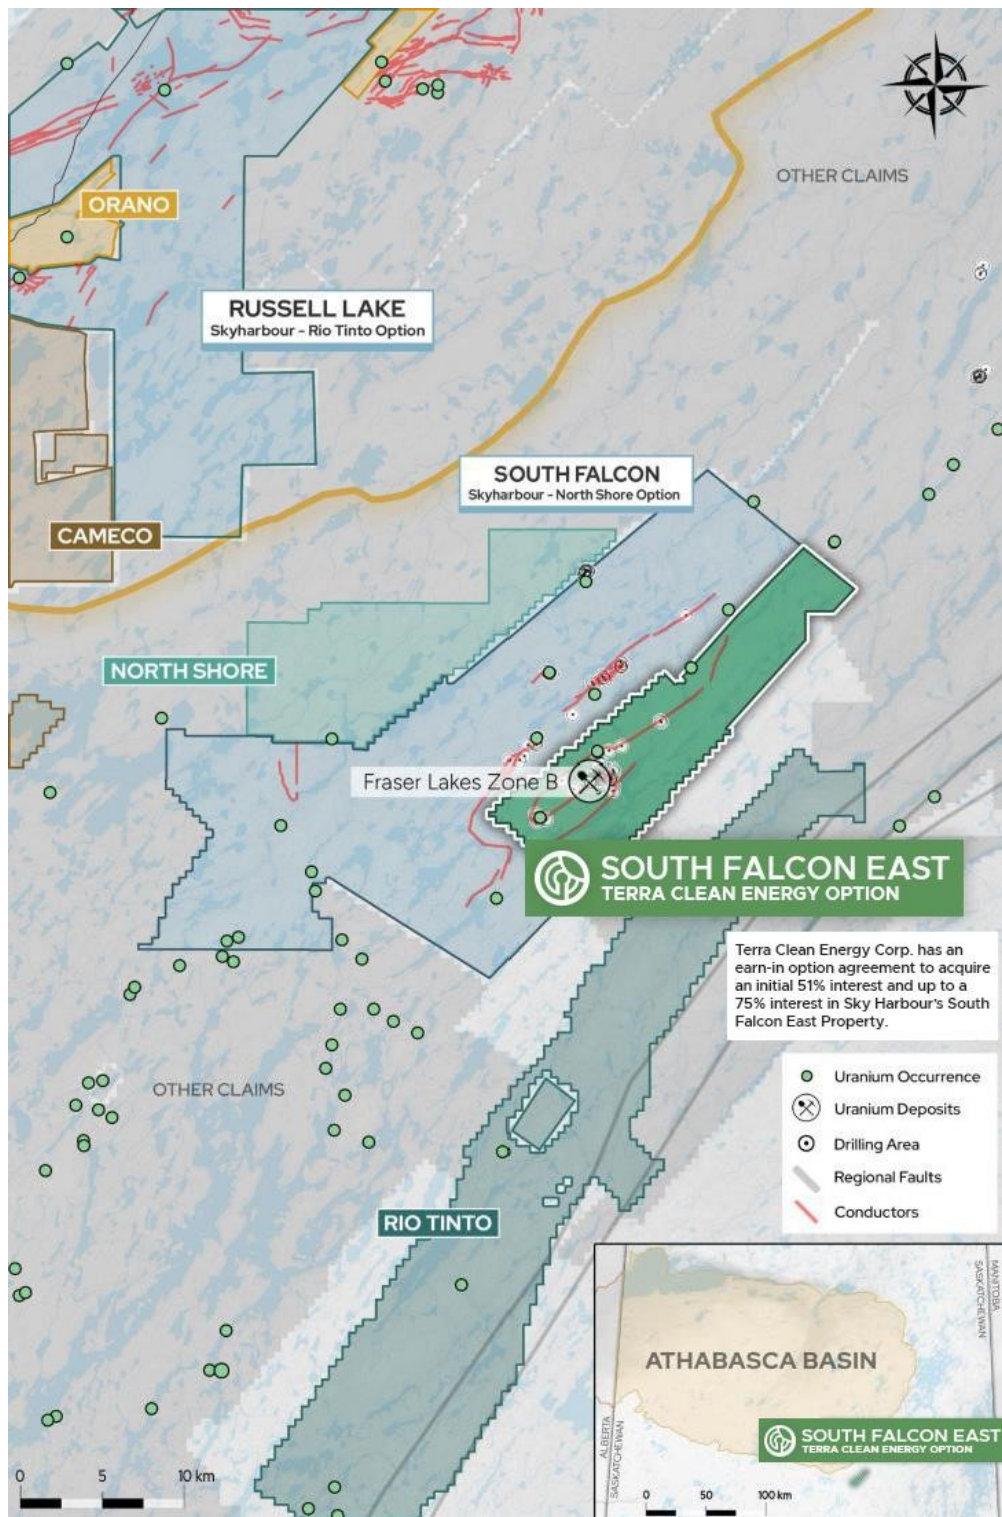 OTHER CLAIMS
ORANO
RUSSELL LAKE
Skyharbour - Rio Tinto Option
SOUTH FALCON
Skyharbour - North Shore Option
CAMECO
NORTH SHORE
Fraser Lakes Zone B
SOUTH FALCON EAST
TERRA CLEAN ENERGY OPTION
Terra Clean Energy Corp. has an
earn-in option agreement to acquire
an initial 51% interest and up to a
75% interest in Sky Harbour's South
Falcon East Property.
OTHER CLAIMS
Uranium Occurrence
Uranium Deposits
Drilling Area
Regional Faults
Conductors
RIO TINTO
MANITOBA
SASKATCHEWAN
ATHABASCA BASIN
ALBERTA
SASKATCHEWAN
SOUTH FALCON EAST
TERRA CLEAN ENERGY OPTION
0 5 10 km
0 50 100 km